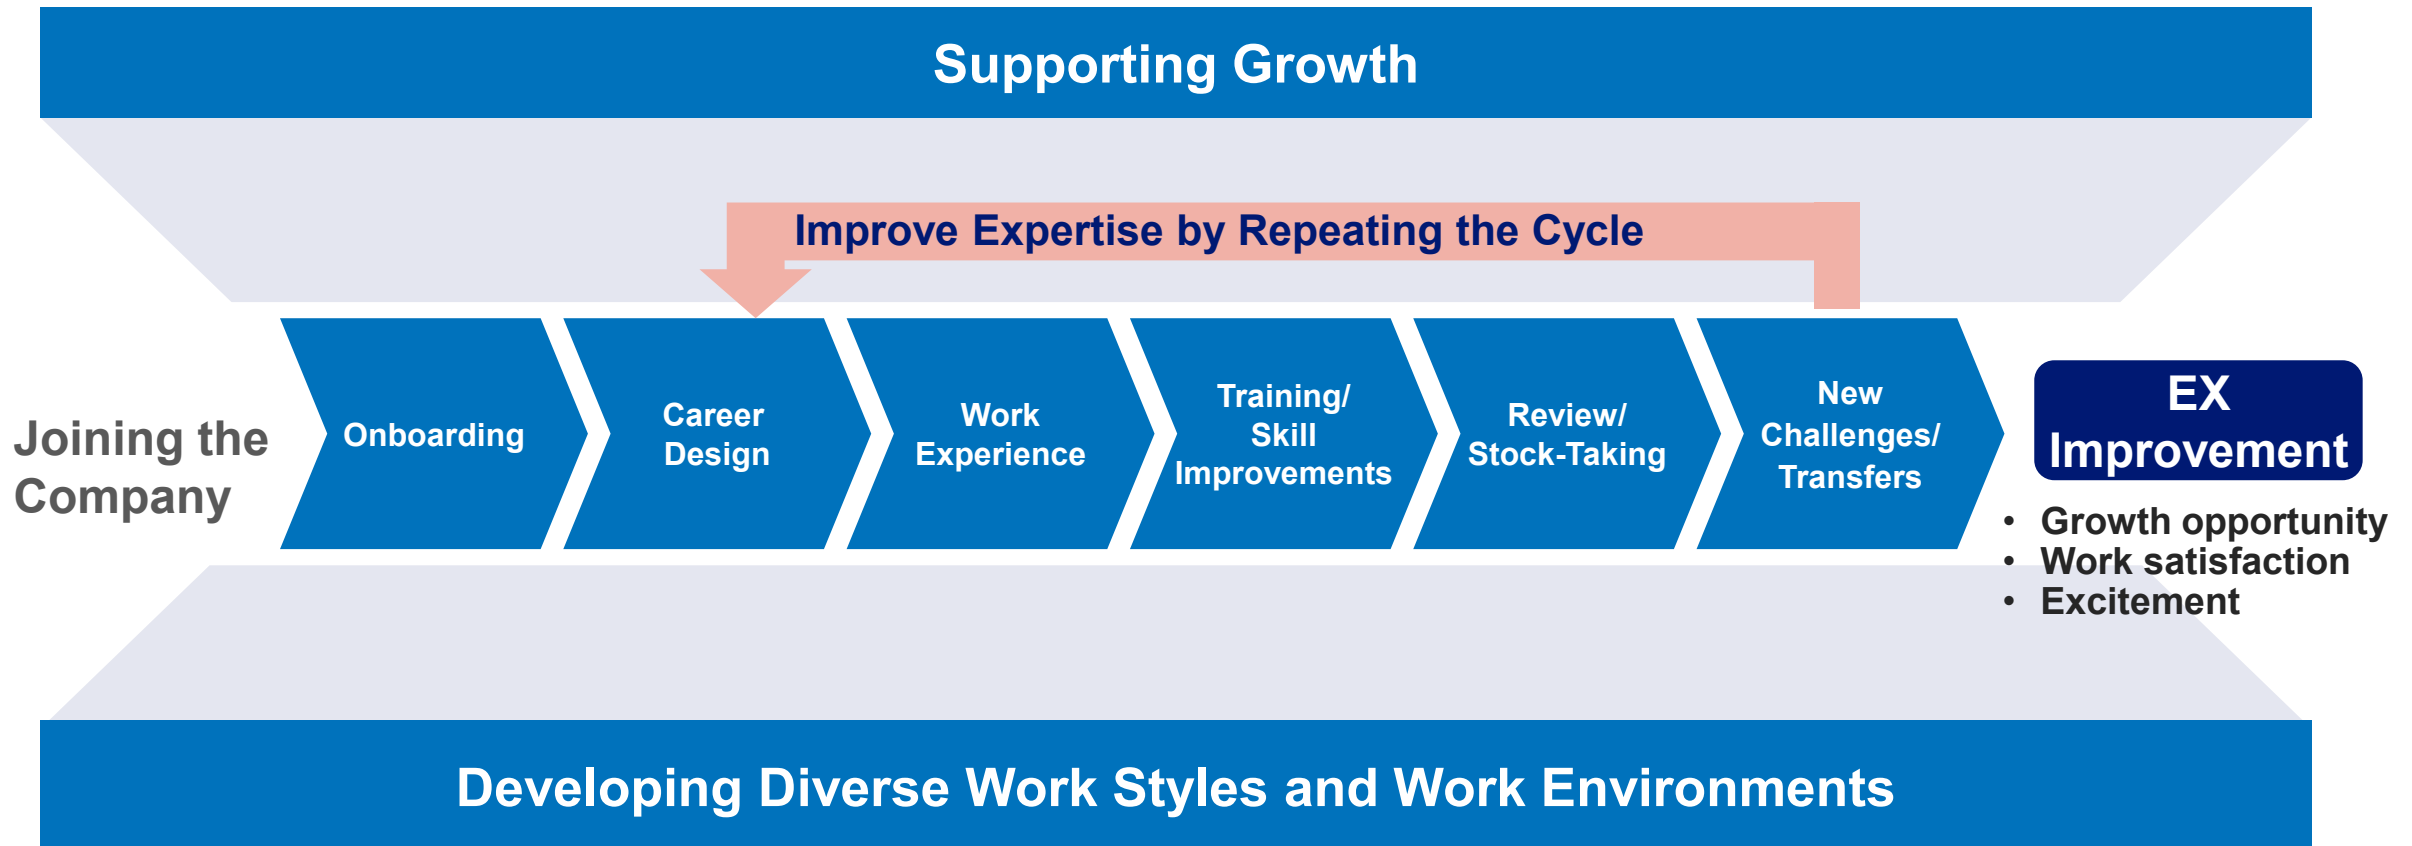 Supporting Growth
Improve Expertise by Repeating the Cycle
Joining the
Company
Onboarding
Career
Design
Work
Experience
Training/
Skill
Improvements
Review/
Stock-Taking
New
Challenges/
Transfers
EX
Improvement
• Growth opportunity
• Work satisfaction
• Excitement
Developing Diverse Work Styles and Work Environments